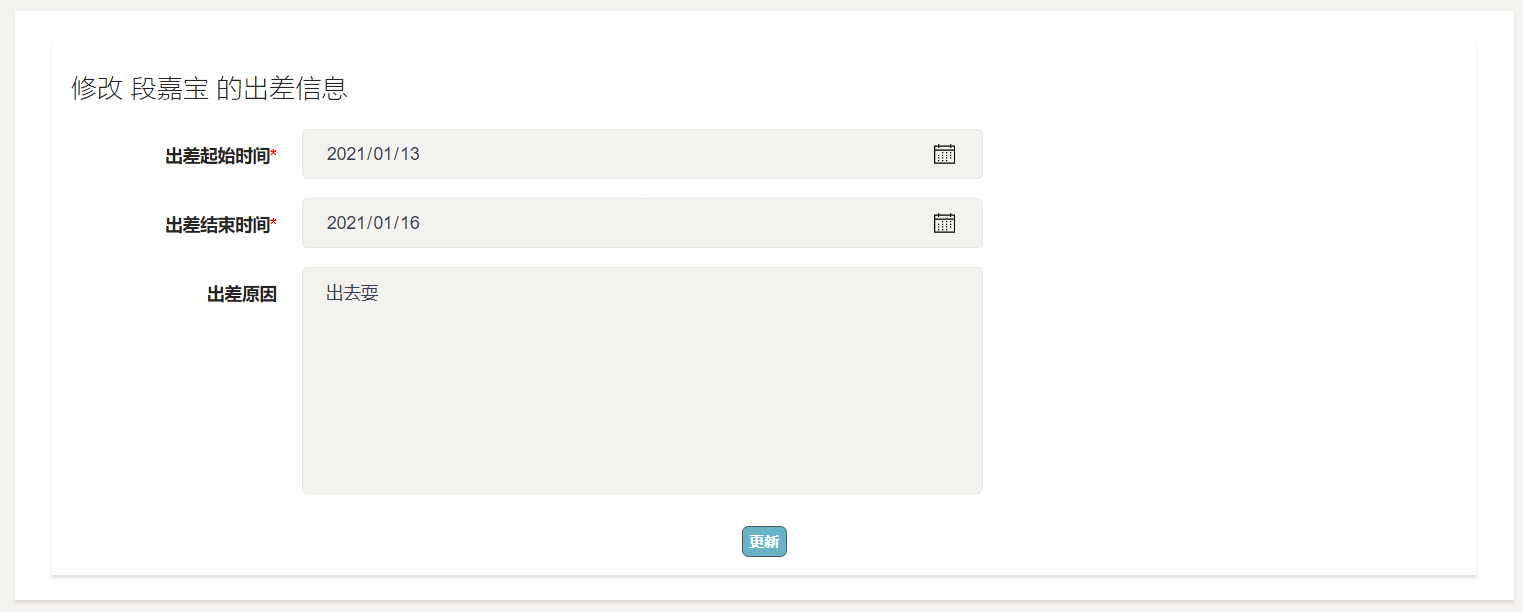 修改 段嘉宝 的出差信息
出差起始时间*
2021/01/13
出差结束时间*
2021/01/16
出差原因
出去耍
更新